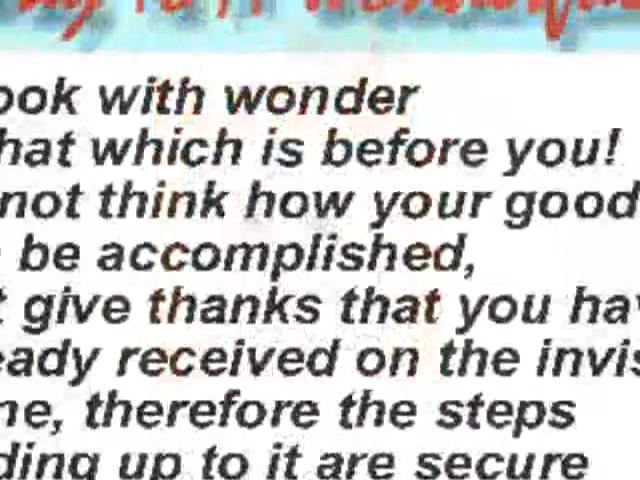 ook with wonder
hat which is before you!
not think how your good
be accomplished,
t give thanks that you hav
eady received on the invis
ne, therefore the steps
ding up to it are secure